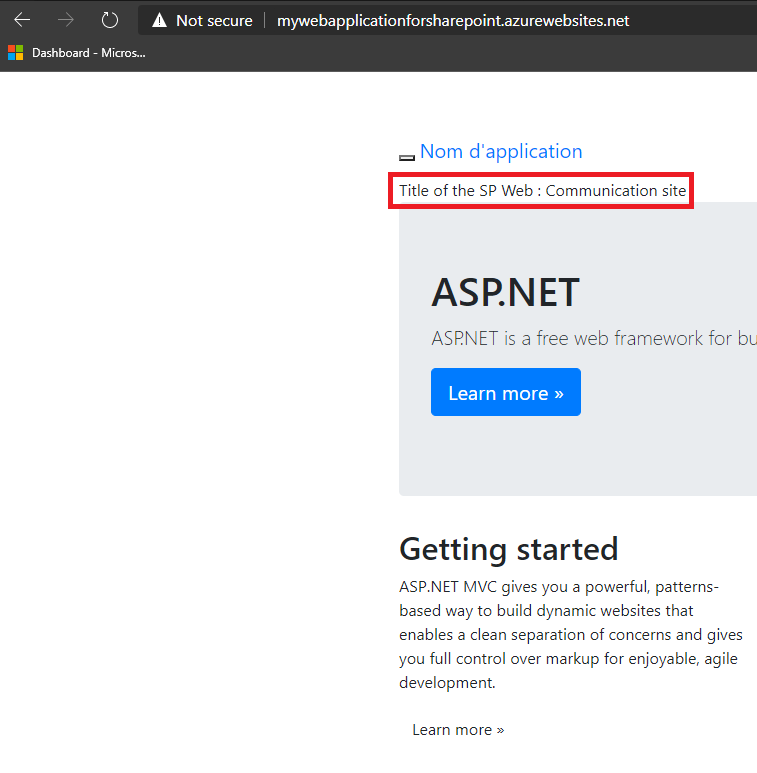 Not secure mywebapplicationforsharepoint.azurewebsites.net
Dashboard - Micros...
Nom d'application
Title of the SP Web : Communication site
ASP.NET
ASP.NET is a free web framework for bu
Learn more »
Getting started
ASP.NET MVC gives you a powerful, patterns-
based way to build dynamic websites that
enables a clean separation of concerns and gives
you full control over markup for enjoyable, agile
development.
Learn more »